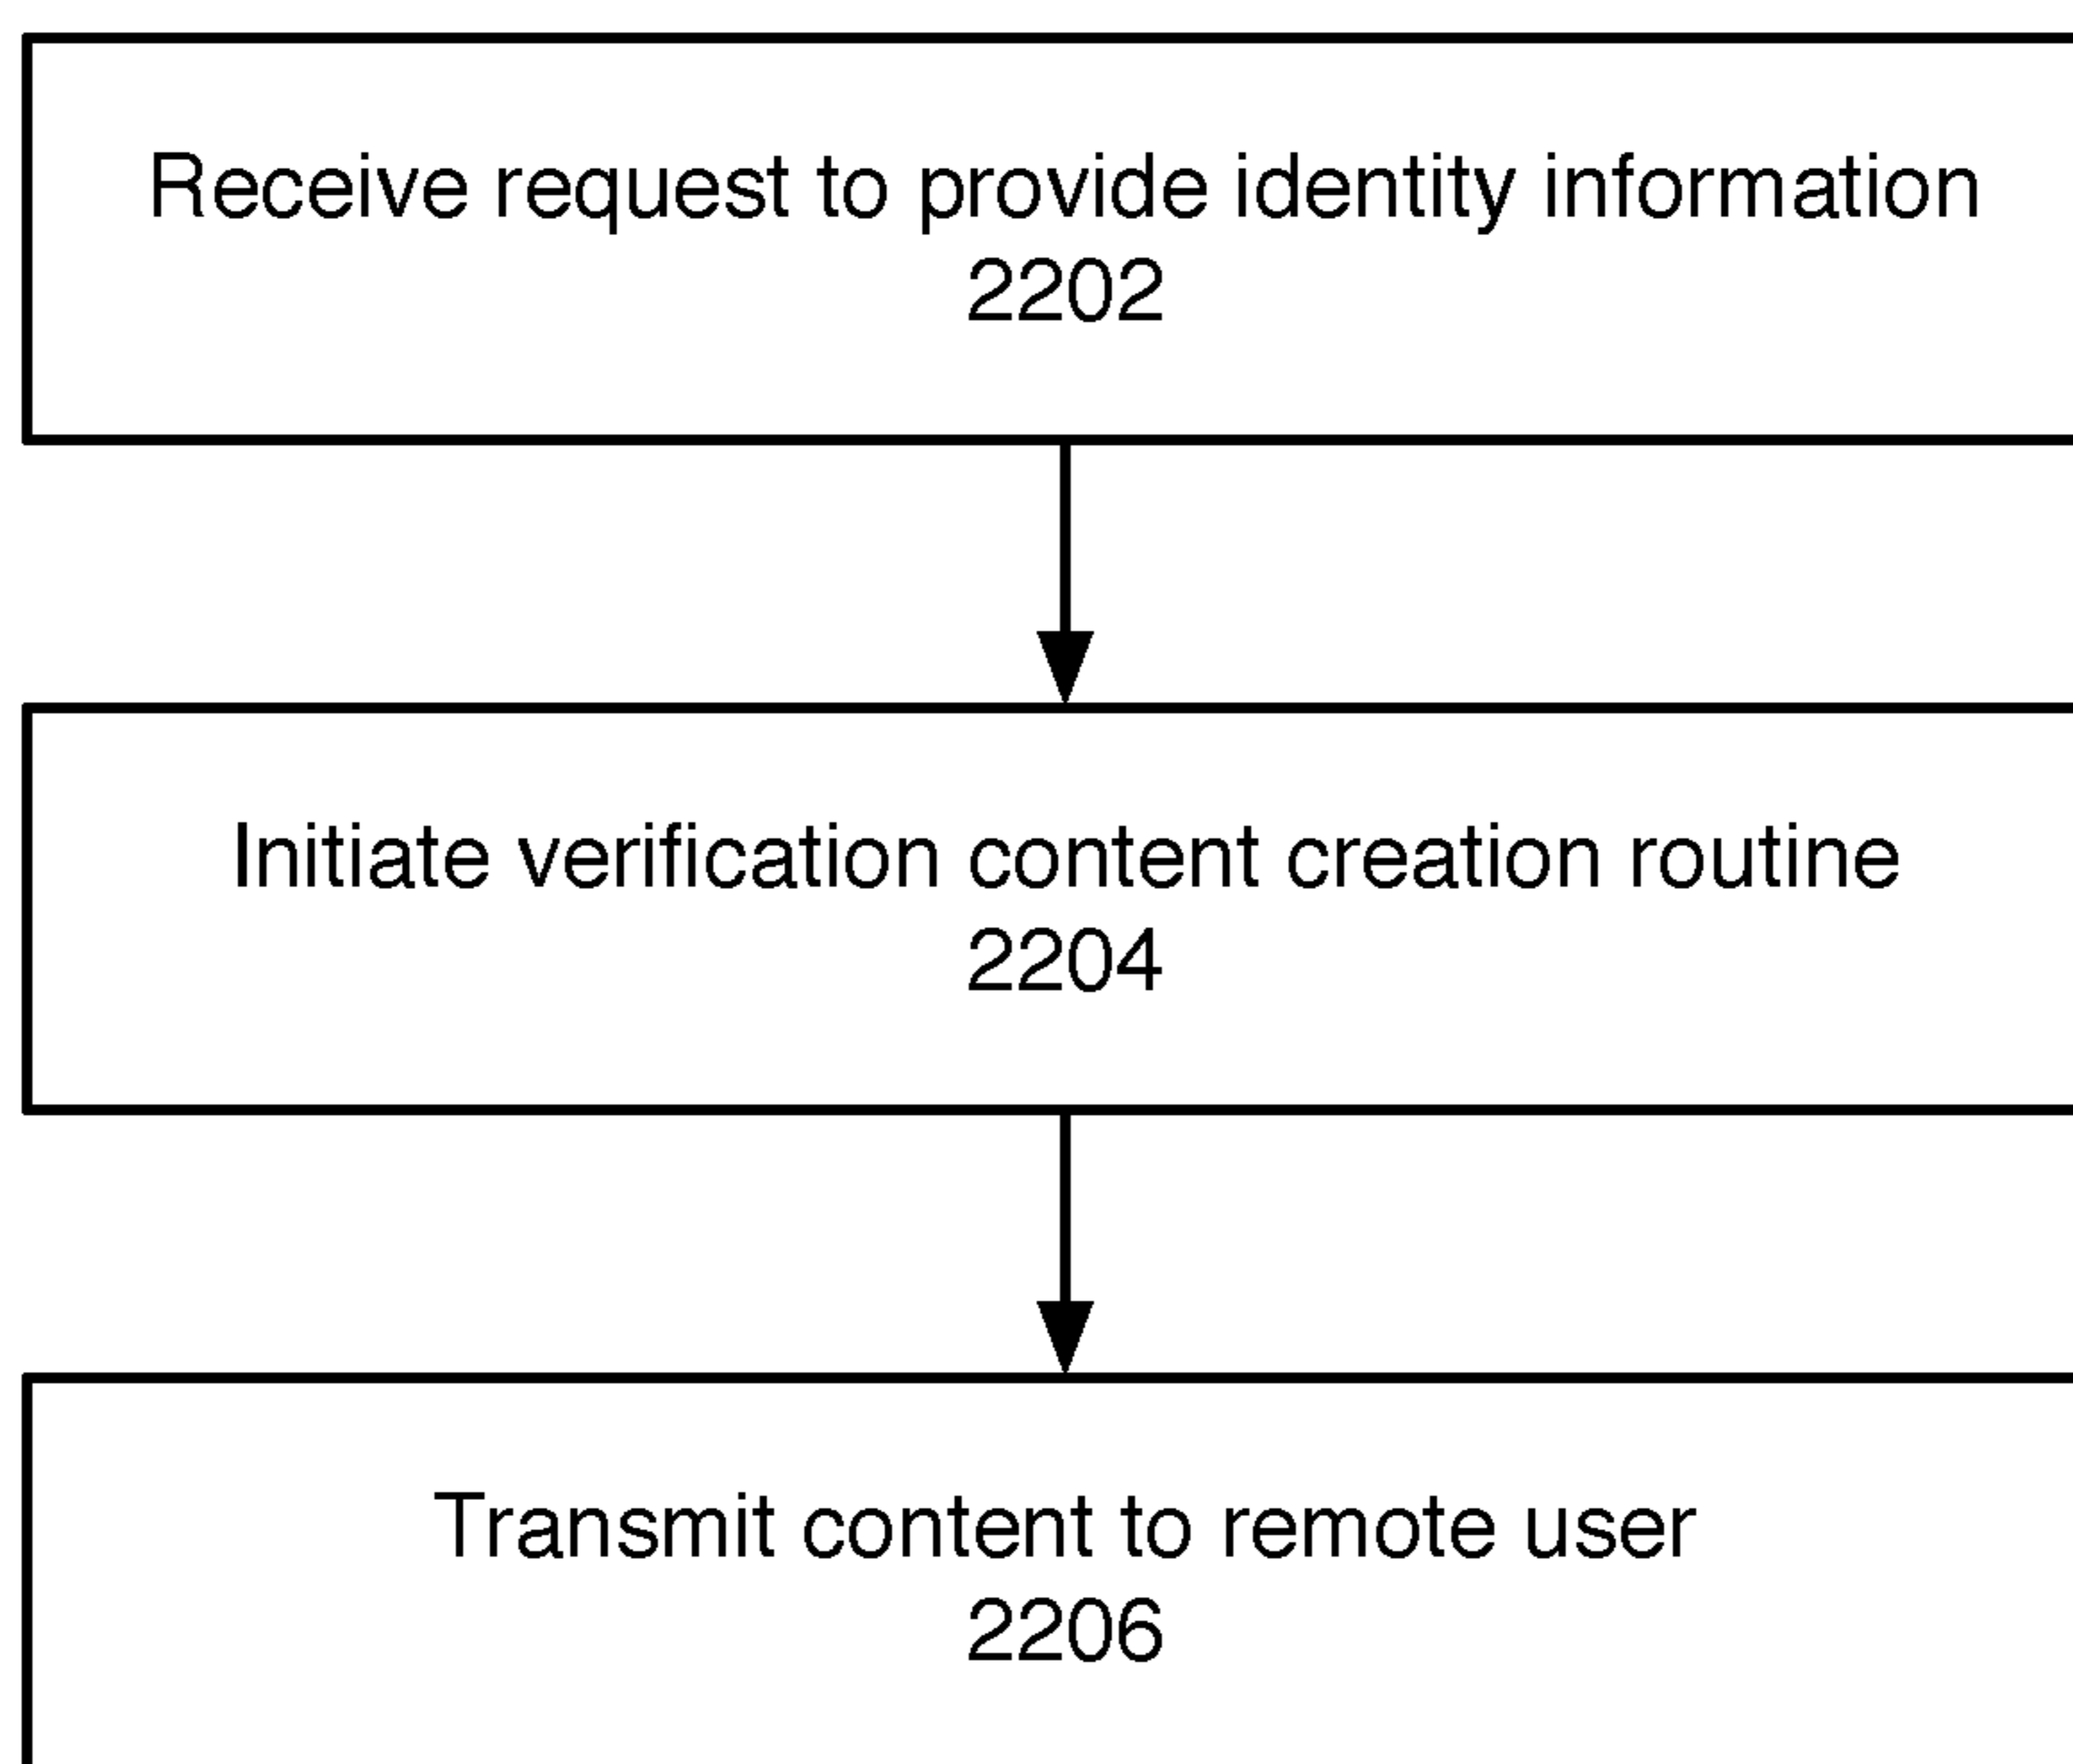 Receive request to provide identity information
2202
Initiate verification content creation routine
2204
Transmit content to remote user
2206